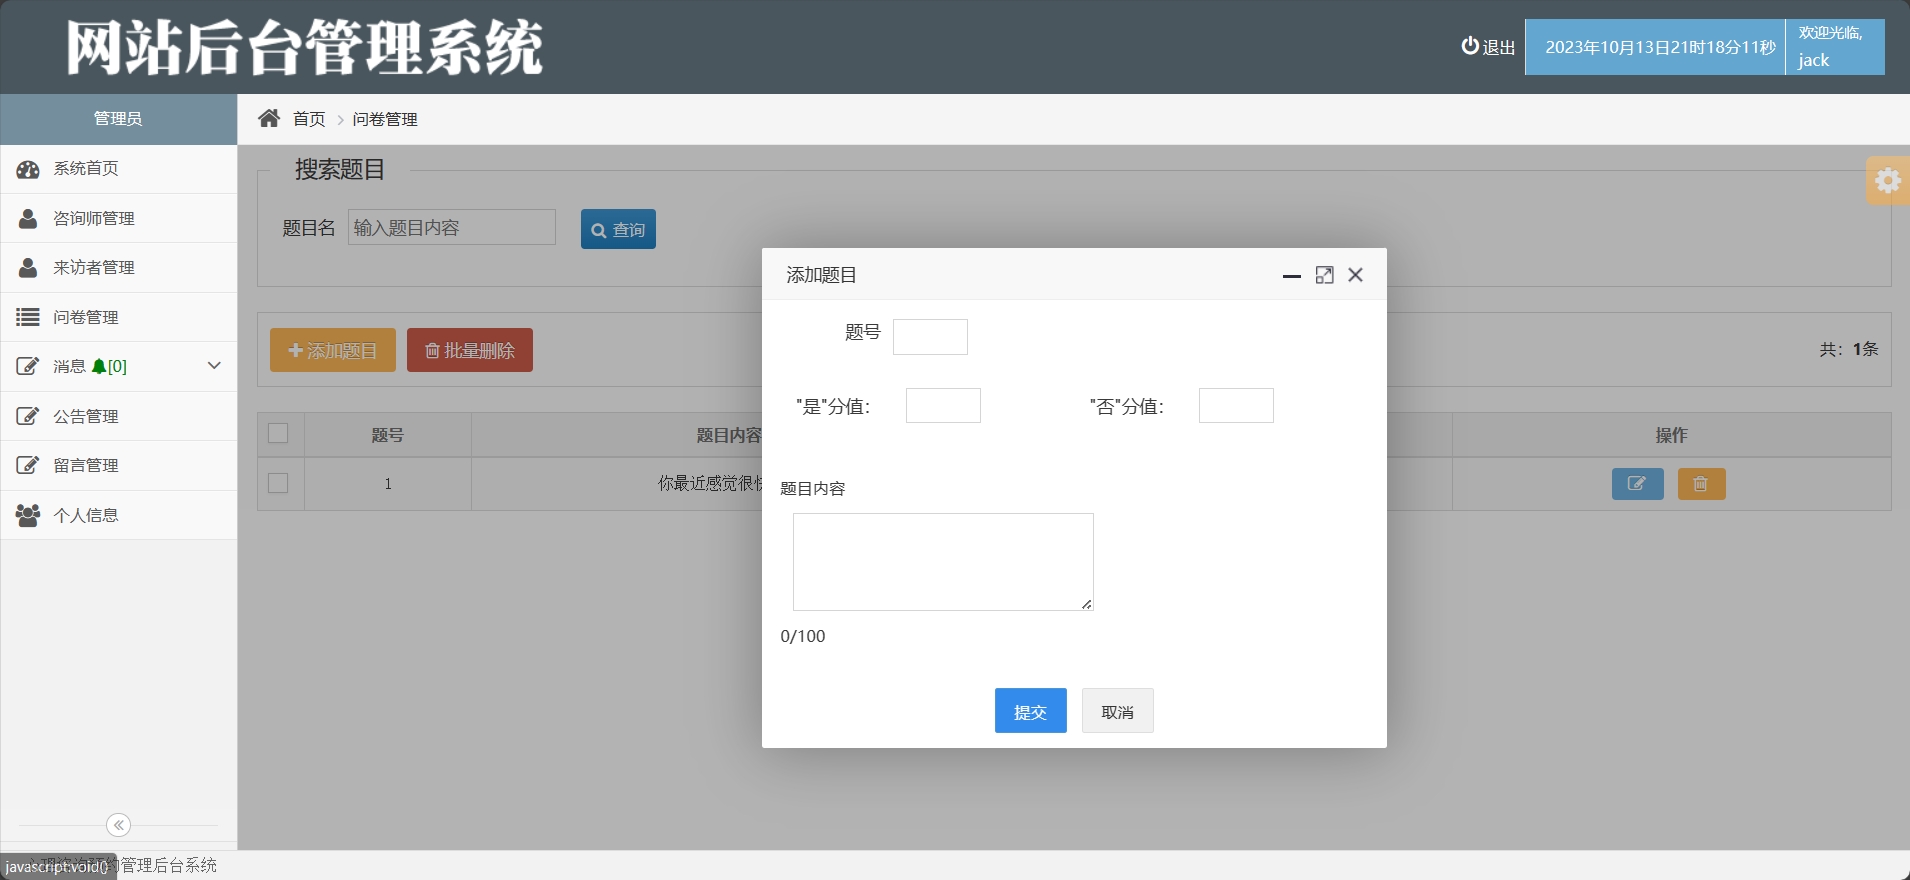 网站后台管理系统
退出
2023年10月13日21时18分11秒
欢迎光临,
jack
管理员
首页 > 问卷管理
系统首页
咨询师管理
来访者管理
问卷管理
消息 [0]
公告管理
留言管理
个人信息
搜索题目
题目名 输入题目内容 查询
添加题目 批量删除
共：1条
题号 题目内容 操作
1 你最近感觉很
添加题目
题号
"是"分值：
"否"分值：
题目内容
0/100
提交 取消
javascript:void()
管理后台系统